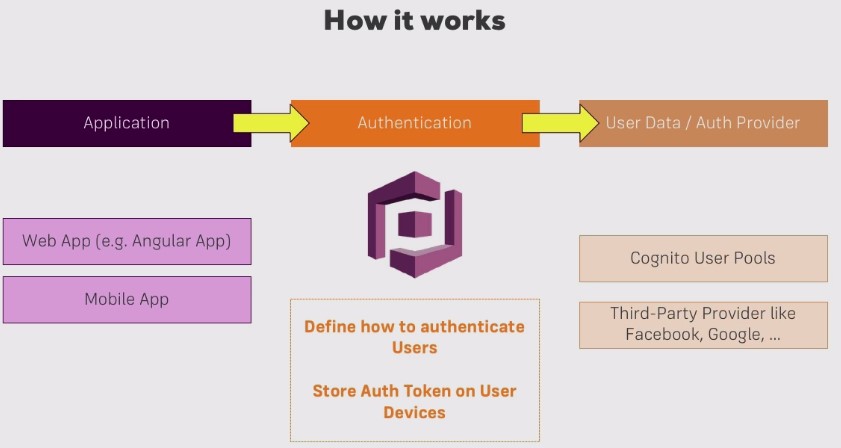 How it works
Application
Authentication
User Data / Auth Provider
Web App (e.g. Angular App)
Mobile App
Define how to authenticate
Users
Store Auth Token on User
Devices
Cognito User Pools
Third-Party Provider like
Facebook, Google, ...